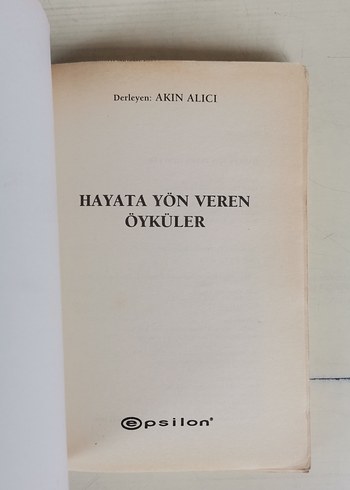 Derleyen: AKIN ALICI
HAYATA YÖN VEREN
ÖYKÜLER
epsilon®